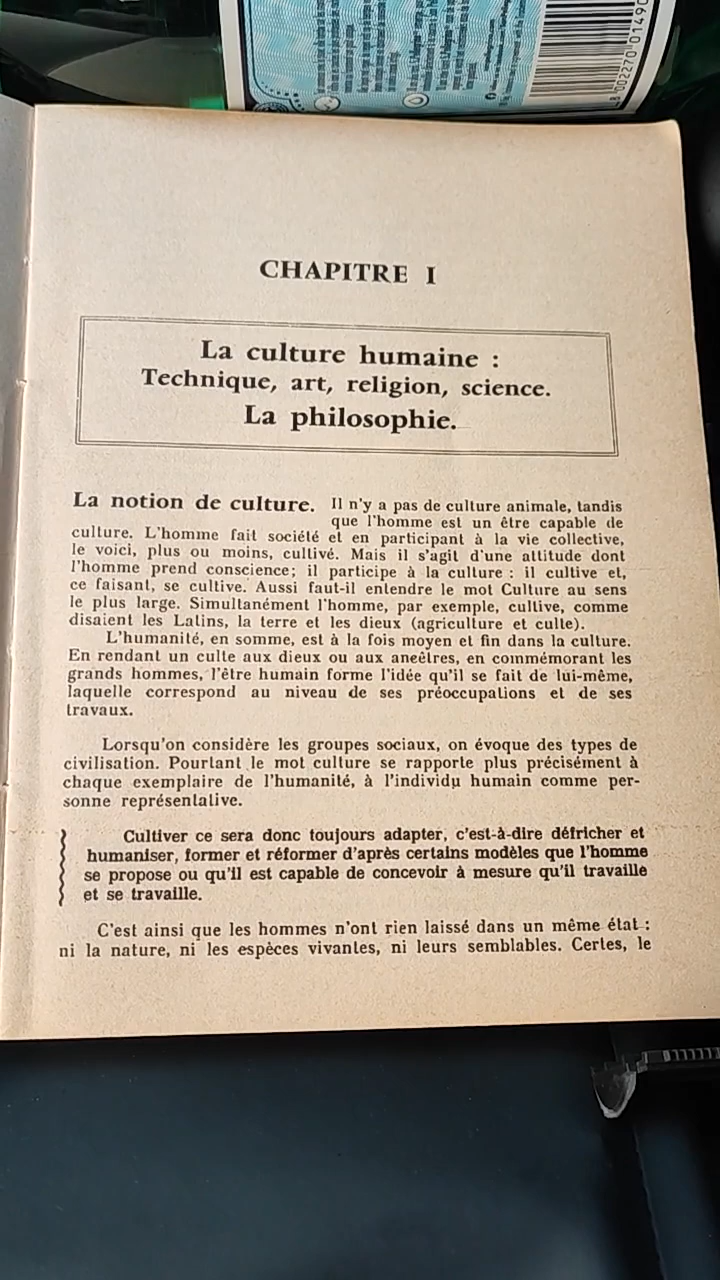 002270 01490
CHAPITRE I
La culture humaine :
Technique, art, religion, science.
La philosophie.
La notion de culture. Il n'y a pas de culture animale, tandis
que l'homme est un être capable de
culture. L'homme fait société et en participant à la vie collective,
le voici, plus ou moins, cultivé. Mais il s'agit d'une attitude dont
l'homme prend conscience; il participe à la culture : il cultive et,
ce faisant, se cultive. Aussi faut-il entendre le mot Culture au sens
le plus large. Simultanément l'homme, par exemple, cultive, comme
disaient les Latins, la terre et les dieux (agriculture et culte).
L'humanité, en somme, est à la fois moyen et fin dans la culture.
En rendant un culte aux dieux ou aux aneêtres, en commémorant les
grands hommes, l'être humain forme l'idée qu'il se fait de lui-même,
laquelle correspond au niveau de ses préoccupations et de ses
travaux.
Lorsqu'on considère les groupes sociaux, on évoque des types de
civilisation. Pourtant le mot culture se rapporte plus précisément à
chaque exemplaire de l'humanité, à l'individu humain comme per-
sonne représentative.
Cultiver ce sera donc toujours adapter, c'est-à-dire défricher et
humaniser, former et réformer d'après certains modèles que l'homme
se propose ou qu'il est capable de concevoir à mesure qu'il travaille
et se travaille.
C'est ainsi que les hommes n'ont rien laissé dans un même état :
ni la nature, ni les espèces vivantes, ni leurs semblables. Certes, le